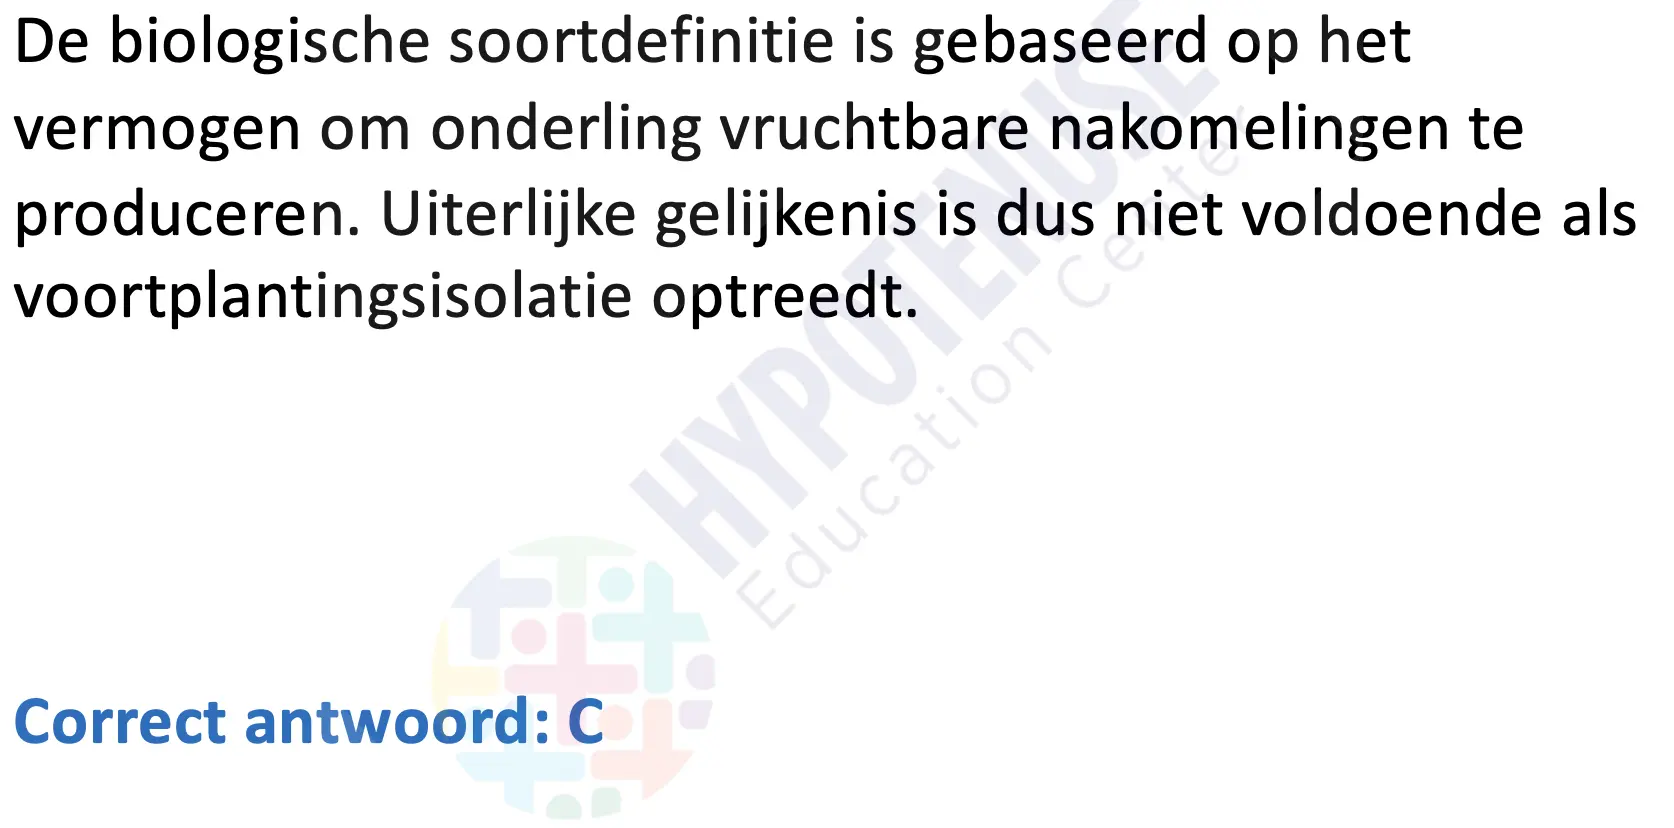 De biologische soortdefinitie is gebaseerd op het
vermogen om onderling vruchtbare nakomelingen te
produceren. Uiterlijke gelijkenis is dus niet voldoende als
voortplantingsisolatie optreedt.
HYPOTENUSE
Education Center
Correct antwoord: C